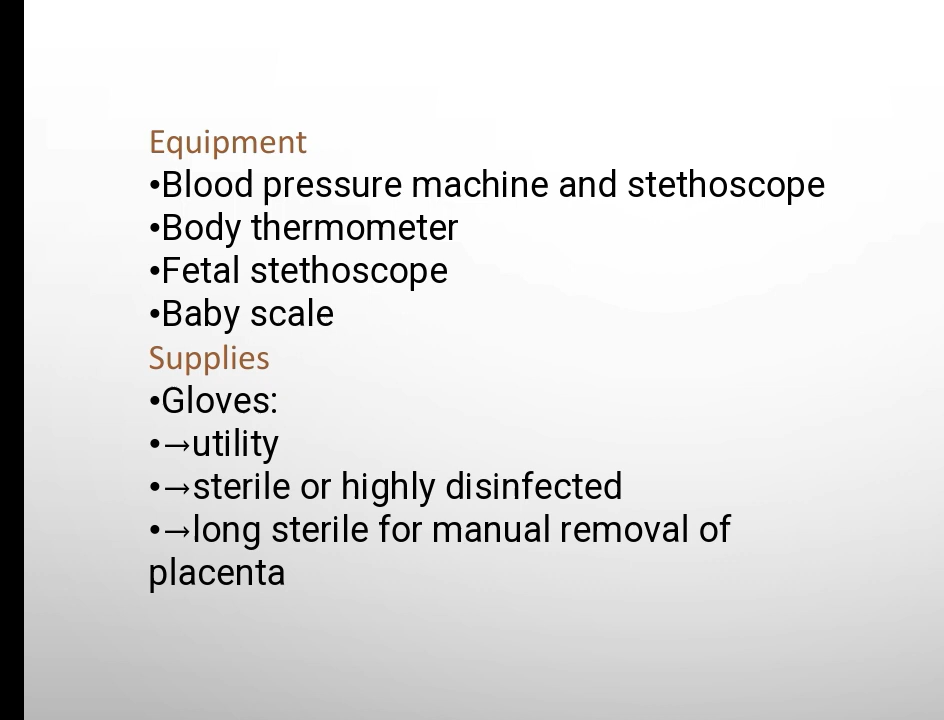 Equipment
•Blood pressure machine and stethoscope
•Body thermometer
•Fetal stethoscope
•Baby scale
Supplies
•Gloves:
•→utility
•→sterile or highly disinfected
•→long sterile for manual removal of
placenta